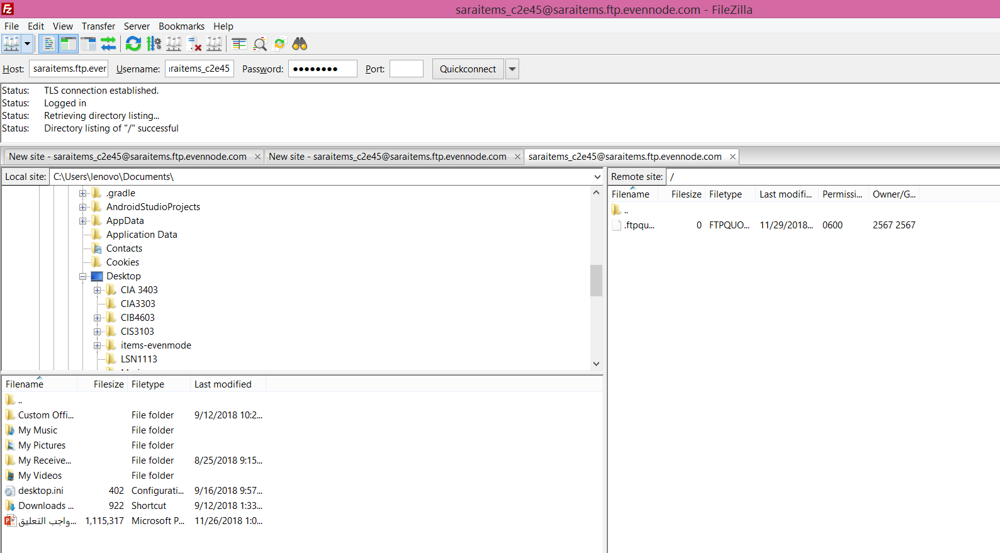 saraitems_c2e45@saraitems.ftp.evennode.com - FileZilla
File Edit View Transfer Server Bookmarks Help
Host: saraitems.ftp.ever Username: ıraitems_c2e45 Password: ●●●●●●●● Port: Quickconnect
Status: TLS connection established.
Status: Logged in
Status: Retrieving directory listing...
Status: Directory listing of "/" successful
New site - saraitems_c2e45@saraitems.ftp.evennode.com New site - saraitems_c2e45@saraitems.ftp.evennode.com saraitems_c2e45@saraitems.ftp.evennode.com
Local site: C:\Users\lenovo\Documents\
.gradle
AndroidStudioProjects
AppData
Application Data
Contacts
Cookies
Desktop
CIA 3403
CIA3303
CIB4603
CIS3103
items-evenmode
LSN1113
Filename Filesize Filetype Last modified
..
Custom Offi... File folder 9/12/2018 10:2...
My Music File folder
My Pictures File folder
My Receive... File folder 8/25/2018 9:15...
My Videos File folder
desktop.ini 402 Configurati... 9/16/2018 9:57...
Downloads ... 922 Shortcut 9/12/2018 1:33...
واجب التعليق... 1,115,317 Microsoft P... 11/26/2018 1:0...
Remote site: /
Filename Filesize Filetype Last modifi... Permissi... Owner/G...
..
.ftpqu... 0 FTPQUO... 11/29/2018... 0600 2567 2567